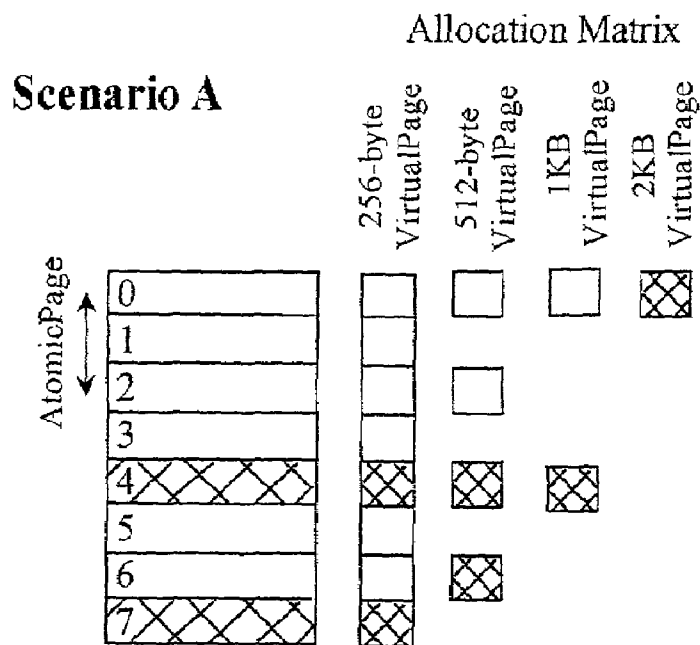 Allocation Matrix
Scenario A
256-byte
VirtualPage
512-byte
VirtualPage
1KB
VirtualPage
2KB
VirtualPage
AtomicPage
0
1
2
3
4
5
6
7